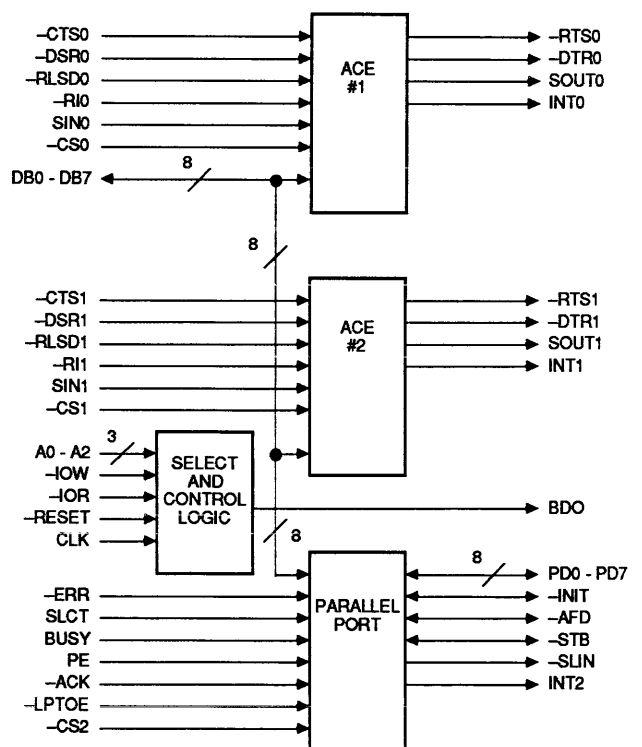 –CTS0
–DSR0
–RLSD0
–RI0
SIN0
–CS0
DB0 - DB7
8
ACE
#1
–RTS0
–DTR0
SOUT0
INT0
8
–CTS1
–DSR1
–RLSD1
–RI1
SIN1
–CS1
ACE
#2
–RTS1
–DTR1
SOUT1
INT1
A0 - A2
3
–IOW
–IOR
–RESET
CLK
SELECT
AND
CONTROL
LOGIC
BDO
8
–ERR
SLCT
BUSY
PE
–ACK
–LPTOE
–CS2
PARALLEL
PORT
8
PD0 - PD7
–INIT
–AFD
–STB
–SLIN
INT2